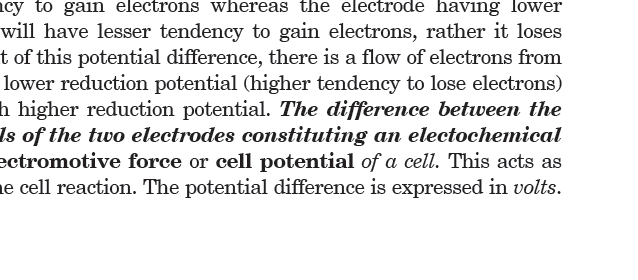 ncy to gain electrons whereas the electrode having lower
will have lesser tendency to gain electrons, rather it loses
t of this potential difference, there is a flow of electrons from
lower reduction potential (higher tendency to lose electrons)
h higher reduction potential. The difference between the
ls of the two electrodes constituting an electochemical
ectromotive force or cell potential of a cell. This acts as
e cell reaction. The potential difference is expressed in volts.